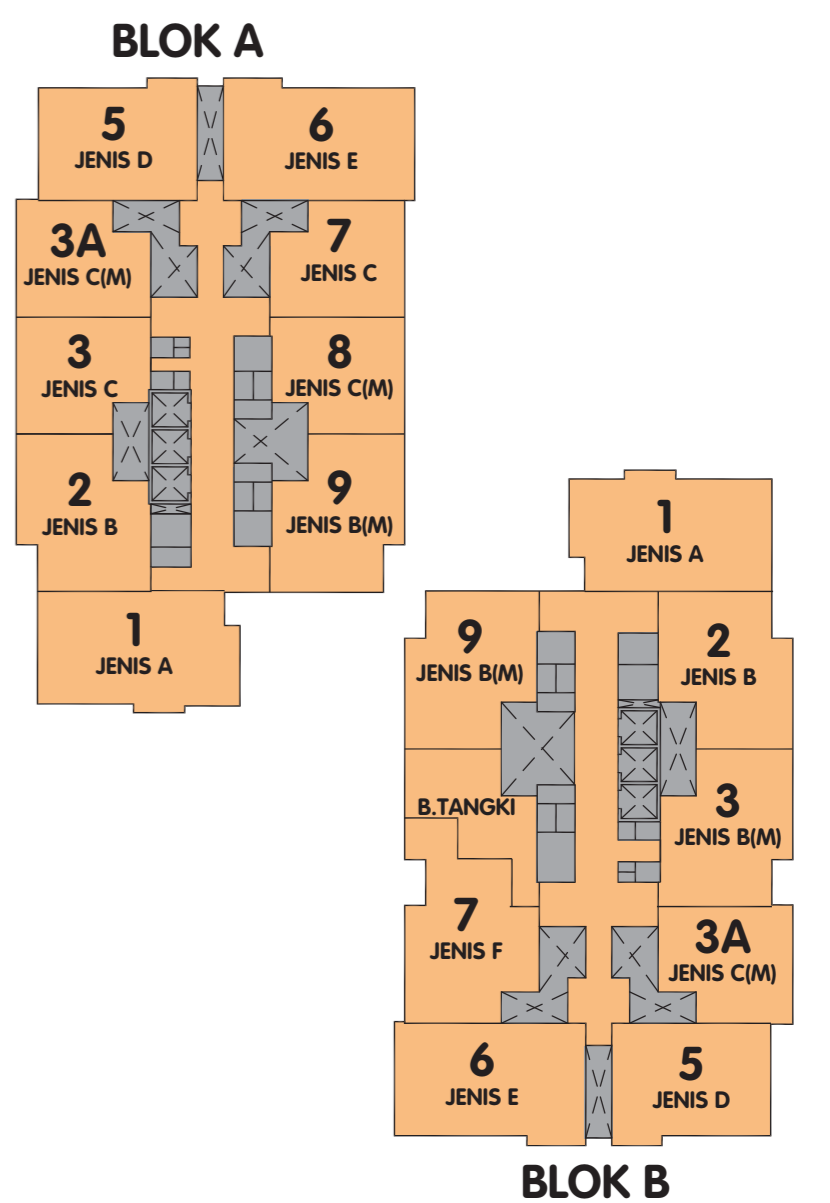 BLOK A
5
JENIS D
6
JENIS E
3A
JENIS C(M)
7
JENIS C
3
JENIS C
8
JENIS C(M)
2
JENIS B
9
JENIS B(M)
1
JENIS A
1
JENIS A
9
JENIS B(M)
2
JENIS B
B.TANGKI
3
JENIS B(M)
7
JENIS F
3A
JENIS C(M)
6
JENIS E
5
JENIS D
BLOK B